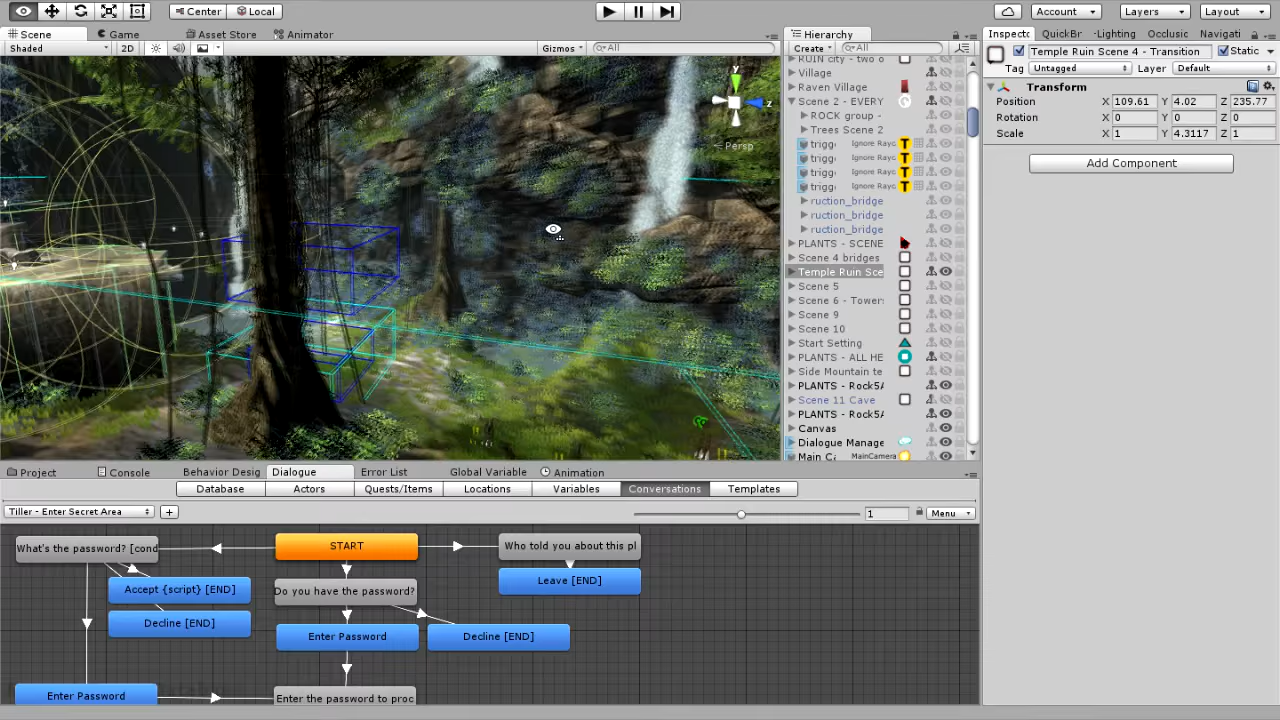 Center Local Account Layers Layout
Scene Game Asset Store Animator Hierarchy Inspectc QuickBr -Lighting Occlusic Navigati
Shaded 2D Gizmos All Create All
Temple Ruin Scene 4 - Transition Static
Tag Untagged Layer Default
Transform
Position X 109.61 Y 4.02 Z 235.77
Rotation X 0 Y 0 Z 0
Scale X 1 Y 4.3117 Z 1
Add Component
y
z
Persp
RUIN city - two o
Village
Raven Village
Scene 2 - EVERY
ROCK group -
Trees Scene 2
trigg Ignore Rayc T
trigg Ignore Rayc T
trigg Ignore Rayc T
trigg Ignore Rayc T
ruction_bridge
ruction_bridge
ruction_bridge
PLANTS - SCENE
Scene 4 bridges
Temple Ruin Sce
Scene 5
Scene 6 - Towers
Scene 9
Scene 10
Start Setting
PLANTS - ALL HE
Side Mountain te
PLANTS - Rock5A
Scene 11 Cave
PLANTS - Rock5A
Canvas
Dialogue Manage
Main Ca MainCamera
Project Console Behavior Desig Dialogue Error List Global Variable Animation
Database Actors Quests/Items Locations Variables Conversations Templates
Tiller - Enter Secret Area + 1 Menu
What's the password? [cond START Who told you about this pl
Accept {script} [END] Do you have the password? Leave [END]
Decline [END] Enter Password Decline [END]
Enter Password Enter the password to proc